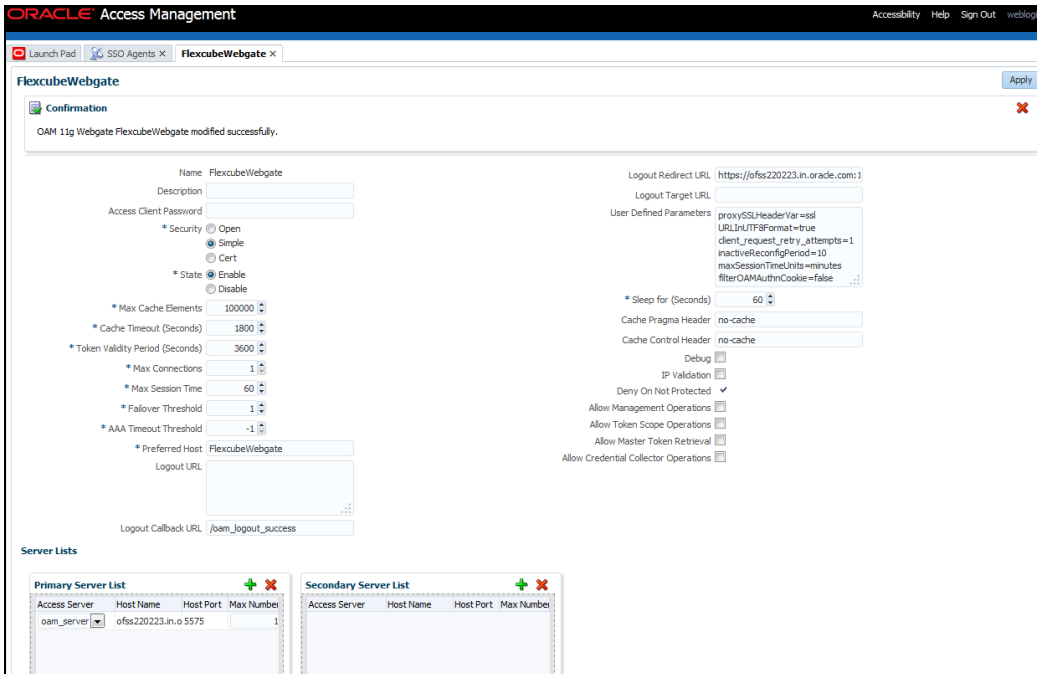 ORACLE® Access Management
Accessibility Help Sign Out weblogi
Launch Pad SSO Agents × FlexcubeWebgate ×
FlexcubeWebgate
Apply
Confirmation
OAM 11g Webgate FlexcubeWebgate modified successfully.
Name FlexcubeWebgate
Description
Access Client Password
* Security Open
Simple
Cert
* State Enable
Disable
* Max Cache Elements 100000
* Cache Timeout (Seconds) 1800
* Token Validity Period (Seconds) 3600
* Max Connections 1
* Max Session Time 60
* Failover Threshold 1
* AAA Timeout Threshold -1
* Preferred Host FlexcubeWebgate
Logout URL
Logout Callback URL /oam_logout_success
Logout Redirect URL https://ofss220223.in.oracle.com:1
Logout Target URL
User Defined Parameters proxySSLHeaderVar=ssl
URLInUTF8Format=true
client_request_retry_attempts=1
inactiveReconfigPeriod=10
maxSessionTimeUnits=minutes
filterOAMAuthnCookie=false
* Sleep for (Seconds) 60
Cache Pragma Header no-cache
Cache Control Header no-cache
Debug
IP Validation
Deny On Not Protected
Allow Management Operations
Allow Token Scope Operations
Allow Master Token Retrieval
Allow Credential Collector Operations
Server Lists
Primary Server List
Access Server Host Name Host Port Max Number
oam_server ofss220223.in.o 5575 1
Secondary Server List
Access Server Host Name Host Port Max Number